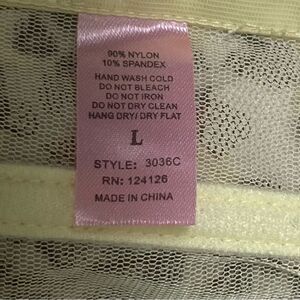 90% NYLON
10% SPANDEX
HAND WASH COLD
DO NOT BLEACH
DO NOT IRON
DO NOT DRY CLEAN
HANG DRY/ DRY FLAT
L
STYLE: 3036C
RN: 124126
MADE IN CHINA